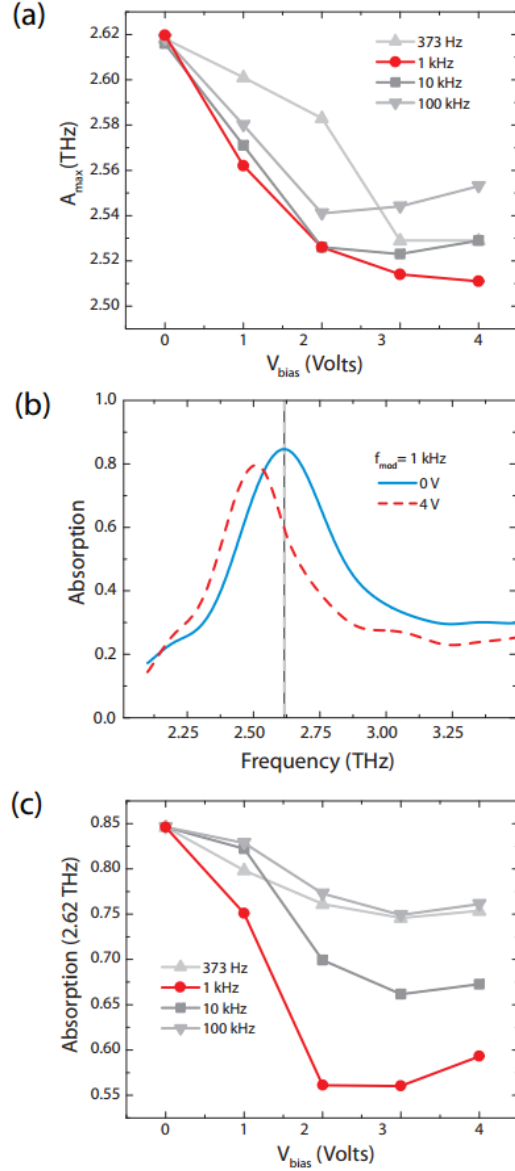 (a)
2.62
2.60
2.58
2.56
2.54
2.52
2.50
A_max (THz)
373 Hz
1 kHz
10 kHz
100 kHz
0 1 2 3 4
V_bias (Volts)
(b)
1.0
0.8
0.6
0.4
0.2
0.0
Absorption
f_mod= 1 kHz
0 V
4 V
2.25 2.50 2.75 3.00 3.25
Frequency (THz)
(c)
0.85
0.80
0.75
0.70
0.65
0.60
0.55
Absorption (2.62 THz)
373 Hz
1 kHz
10 kHz
100 kHz
0 1 2 3 4
V_bias (Volts)